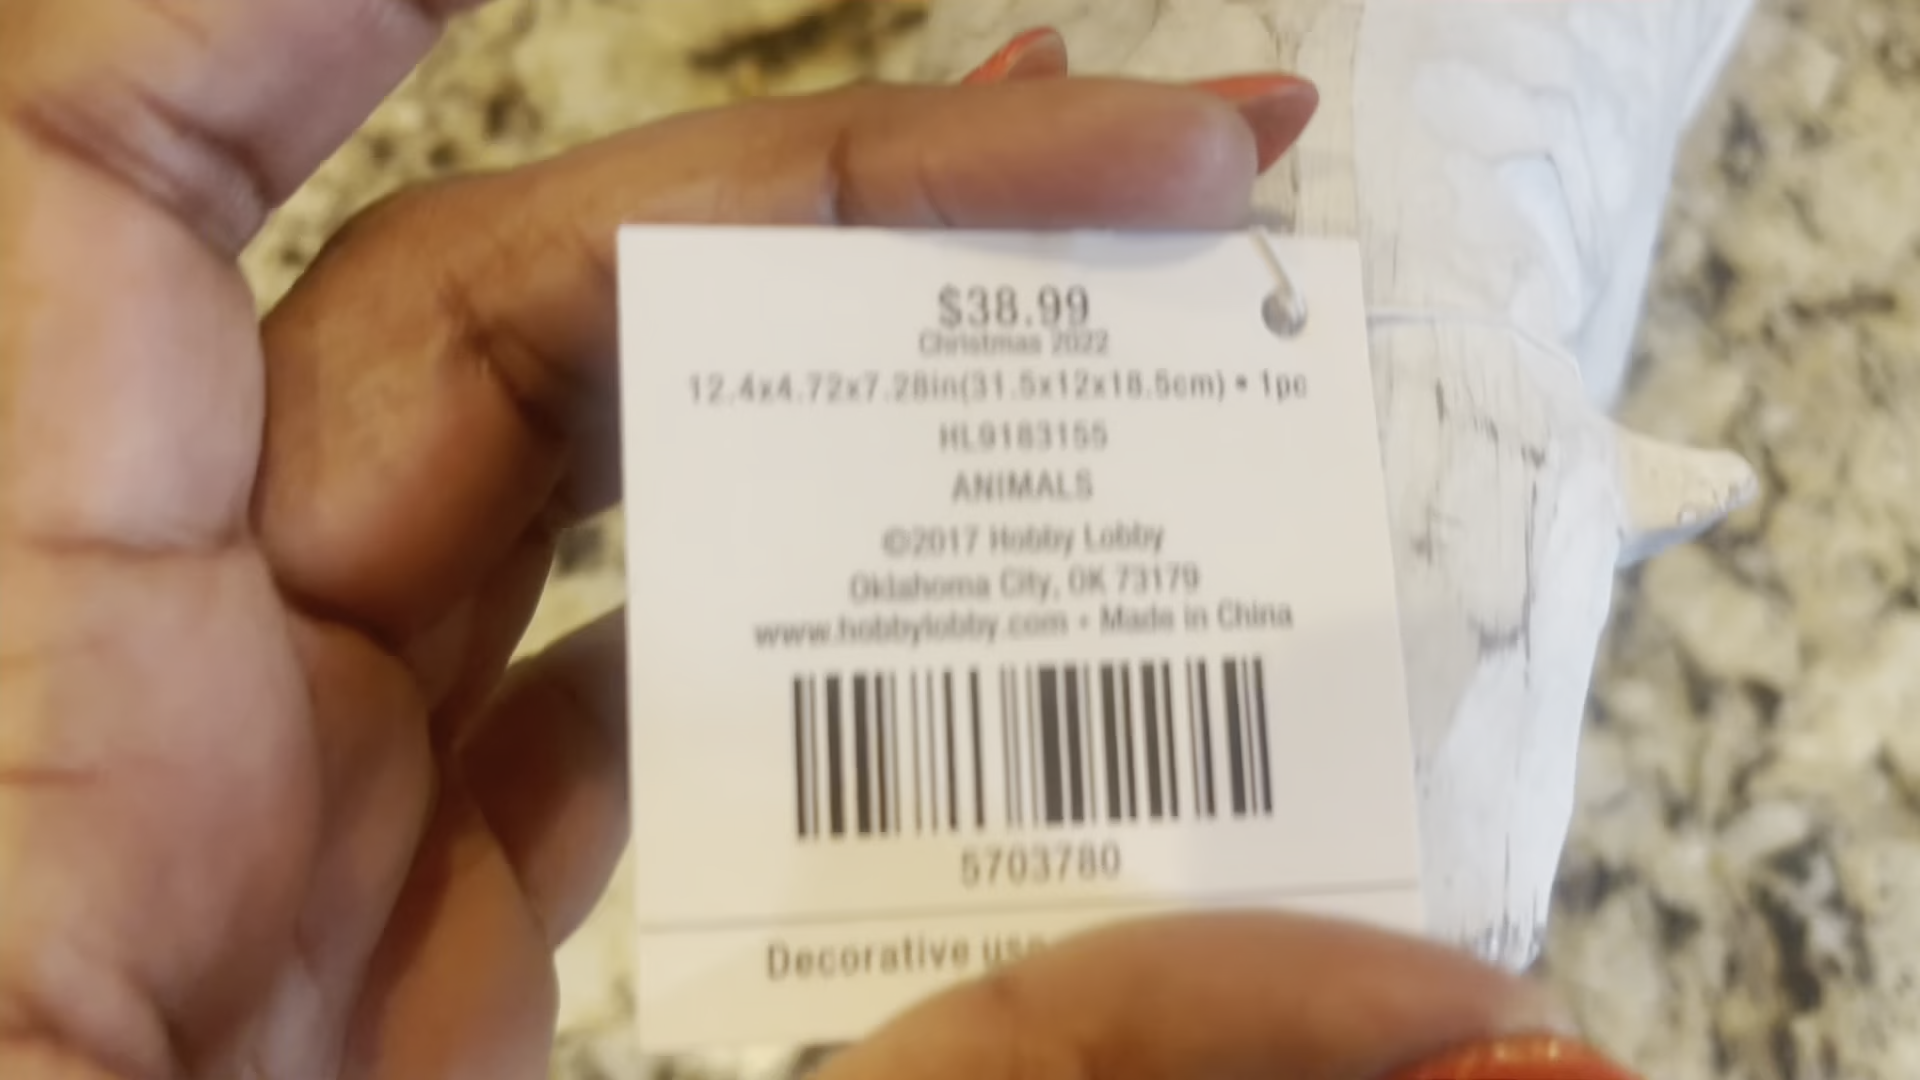 $38.99
Christmas 2022
12.4x4.72x7.28in(31.5x12x18.5cm) • 1pc
HL9183155
ANIMALS
©2017 Hobby Lobby
Oklahoma City, OK 73179
www.hobbylobby.com • Made in China
5703780
Decorative use